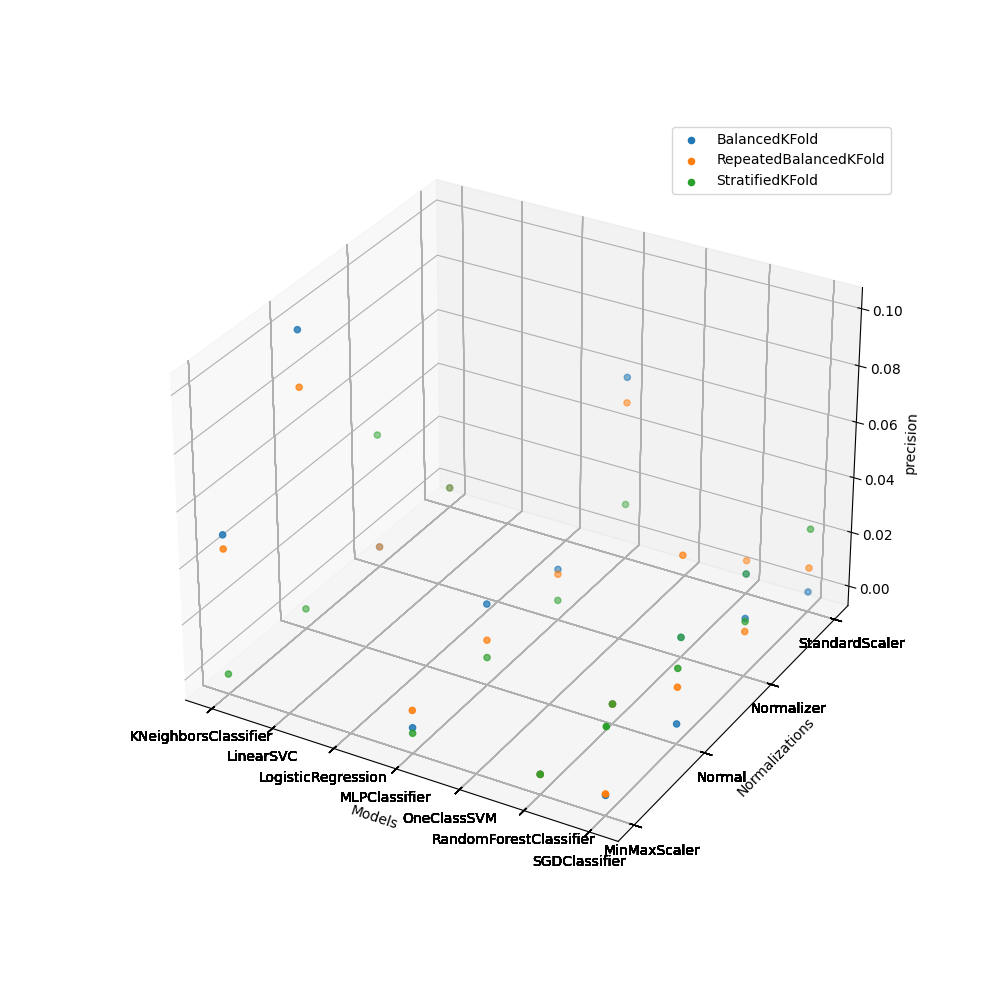 BalancedKFold
RepeatedBalancedKFold
StratifiedKFold
0.10
0.08
0.06
0.04
0.02
0.00
precision
StandardScaler
Normalizer
Normal
MinMaxScaler
Normalizations
KNeighborsClassifier
LinearSVC
LogisticRegression
MLPClassifier
OneClassSVM
RandomForestClassifier
SGDClassifier
Models